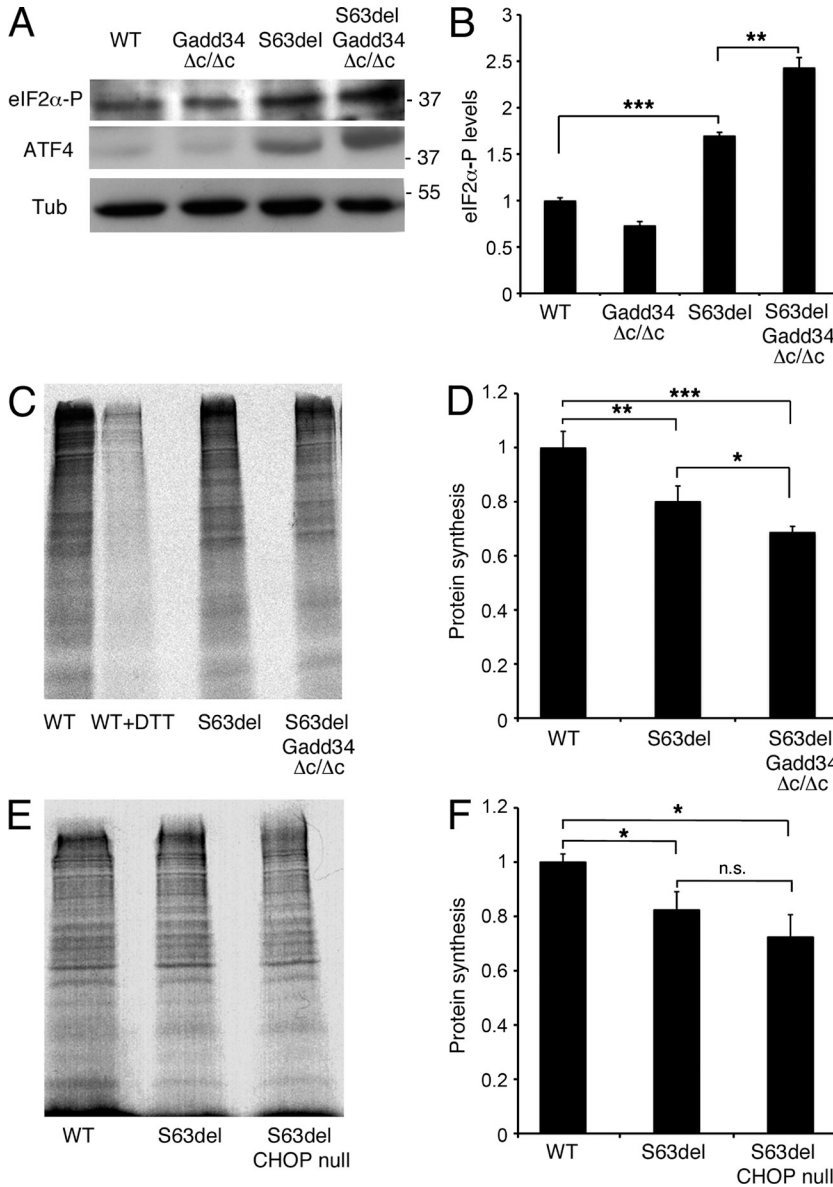 A
WT
Gadd34
Δc/Δc
S63del
S63del
Gadd34
Δc/Δc
eIF2α-P
- 37
ATF4
- 37
Tub
- 55
B
eIF2α-P levels
3
2.5
2
1.5
1
0.5
0
***
**
WT
Gadd34
Δc/Δc
S63del
S63del
Gadd34
Δc/Δc
C
WT
WT+DTT
S63del
S63del
Gadd34
Δc/Δc
D
Protein synthesis
1.2
1
0.8
0.6
0.4
0.2
0
***
**
*
WT
S63del
S63del
Gadd34
Δc/Δc
E
WT
S63del
S63del
CHOP null
F
Protein synthesis
1.2
1
0.8
0.6
0.4
0.2
0
*
*
n.s.
WT
S63del
S63del
CHOP null